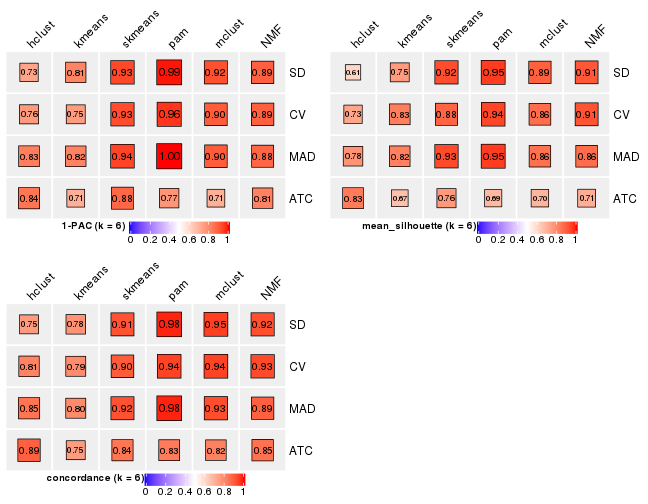 hclust kmeans skmeans pam mclust NMF
0.73 0.81 0.93 0.99 0.92 0.89 SD
0.76 0.75 0.93 0.96 0.90 0.89 CV
0.83 0.82 0.94 1.00 0.90 0.88 MAD
0.84 0.71 0.88 0.77 0.71 0.81 ATC
1-PAC (k = 6)
0 0.2 0.4 0.6 0.8 1
hclust kmeans skmeans pam mclust NMF
0.61 0.75 0.92 0.95 0.89 0.91 SD
0.73 0.83 0.88 0.94 0.86 0.91 CV
0.78 0.82 0.93 0.95 0.86 0.86 MAD
0.83 0.67 0.76 0.69 0.70 0.71 ATC
mean_silhouette (k = 6)
0 0.2 0.4 0.6 0.8 1
hclust kmeans skmeans pam mclust NMF
0.75 0.78 0.91 0.98 0.95 0.92 SD
0.81 0.79 0.90 0.94 0.94 0.93 CV
0.85 0.80 0.92 0.98 0.93 0.89 MAD
0.89 0.75 0.84 0.83 0.82 0.85 ATC
concordance (k = 6)
0 0.2 0.4 0.6 0.8 1